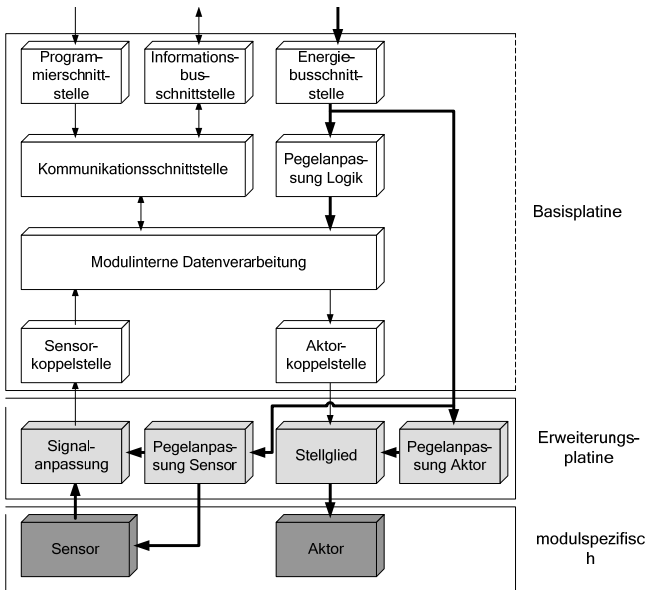 Program-
mierschnitt-
stelle
Informations-
bus-
schnittstelle
Energie-
busschnitt-
stelle
Kommunikationsschnittstelle
Pegelanpas-
sung Logik
Basisplatine
Modulinterne Datenverarbeitung
Sensor-
koppelstelle
Aktor-
koppelstelle
Signal-
anpassung
Pegelanpas-
sung Sensor
Stellglied
Pegelanpas-
sung Aktor
Erweiterungs-
platine
Sensor
Aktor
modulspezifisc
h